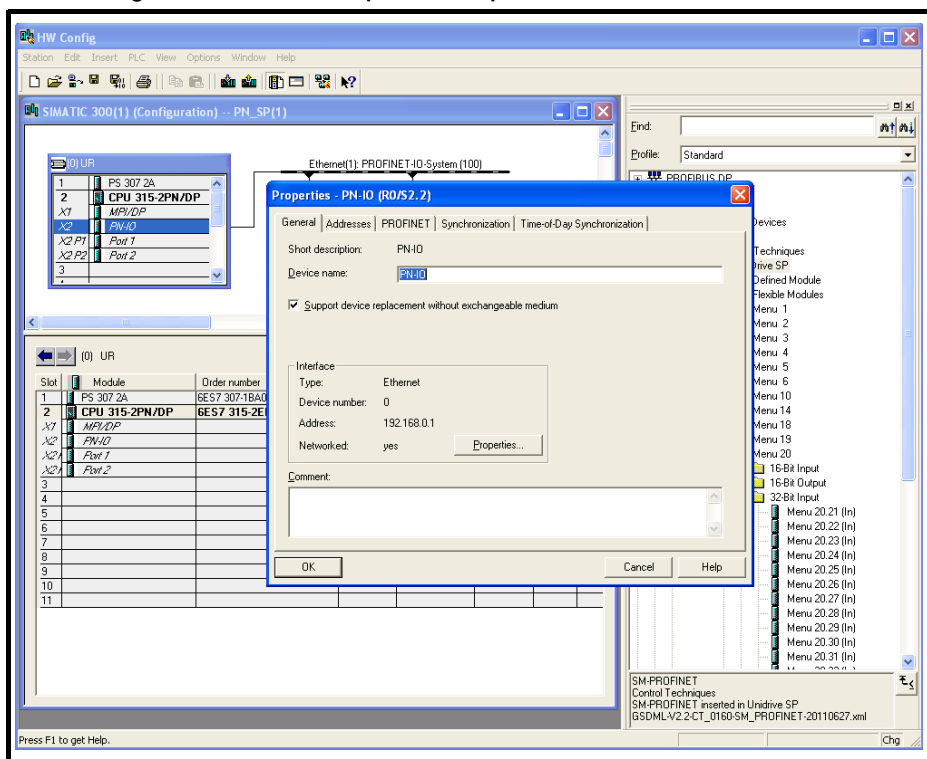 HW Config
Station Edit Insert PLC View Options Window Help
SIMATIC 300(1) (Configuration) -- PN_SP(1)
(0) UR
1 PS 307 2A
2 CPU 315-2PN/DP
X1 MPI/DP
X2 PN-IO
X2 P1 Port 1
X2 P2 Port 2
3
Ethernet(1): PROFINET-IO-System (100)
(0) UR
Slot Module Order number
1 PS 307 2A 6ES7 307-1BA0
2 CPU 315-2PN/DP 6ES7 315-2E
X1 MPI/DP
X2 PN-IO
X2 Port 1
X2 Port 2
3
4
5
6
7
8
9
10
11
Properties - PN-IO (R0/S2.2)
General Addresses PROFINET Synchronization Time-of-Day Synchronization
Short description: PN-IO
Device name: PN-IO
Support device replacement without exchangeable medium
Interface
Type: Ethernet
Device number: 0
Address: 192.168.0.1
Networked: yes Properties...
Comment:
OK Cancel Help
Find:
Profile: Standard
PROFIBUS DP
Devices
Techniques
Drive SP
Defined Module
Flexible Modules
Menu 1
Menu 2
Menu 3
Menu 4
Menu 5
Menu 6
Menu 10
Menu 14
Menu 18
Menu 19
Menu 20
16-Bit Input
16-Bit Output
32-Bit Input
Menu 20.21 (In)
Menu 20.22 (In)
Menu 20.23 (In)
Menu 20.24 (In)
Menu 20.25 (In)
Menu 20.26 (In)
Menu 20.27 (In)
Menu 20.28 (In)
Menu 20.29 (In)
Menu 20.30 (In)
Menu 20.31 (In)
SM-PROFINET
Control Techniques
SM-PROFINET inserted in Unidrive SP
GSDML-V2.2-CT_0160-SM_PROFINET-20110627.xml
Press F1 to get Help.
Chg